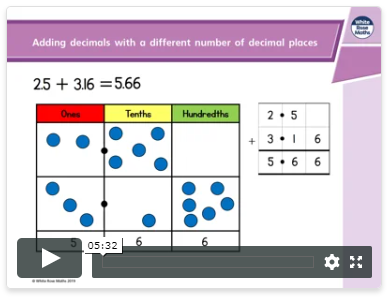 Adding decimals with a different number of decimal places
White
Rose
Maths
2.5 + 3.16 = 5.66
Ones Tenths Hundredths
2 • 5
+ 3 • 1 6
5 • 6 6
5 6 6
05:32
© White Rose Maths 2019